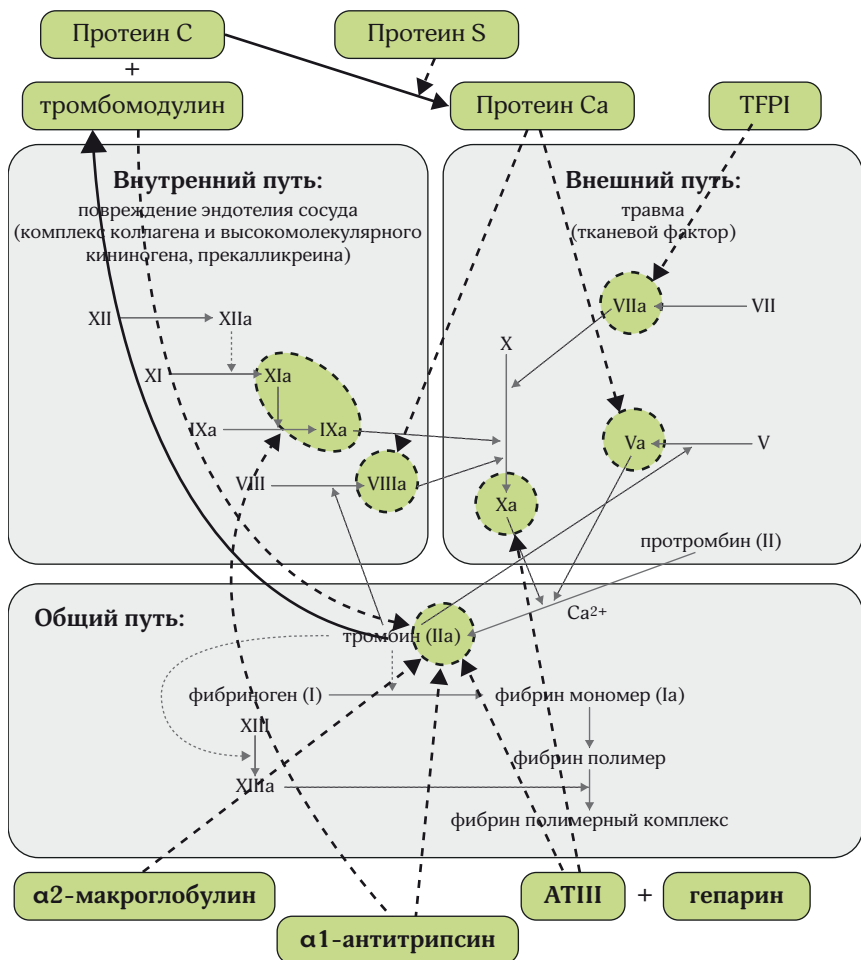 Протеин C
+
тромбомодулин
Протеин S
Протеин Ca
TFPI
Внутренний путь:
повреждение эндотелия сосуда
(комплекс коллагена и высокомолекулярного
кининогена, прекалликреина)
XII
XIIa
XI
XIa
IXa
IXa
VIII
VIIIa
Внешний путь:
травма
(тканевой фактор)
VIIa
VII
X
Va
V
Xa
протромбин (II)
Ca²⁺
Общий путь:
тромбин (IIa)
фибриноген (I)
фибрин мономер (Ia)
XIII
XIIIa
фибрин полимер
фибрин полимерный комплекс
α2-макроглобулин
α1-антитрипсин
ATIII
+
гепарин